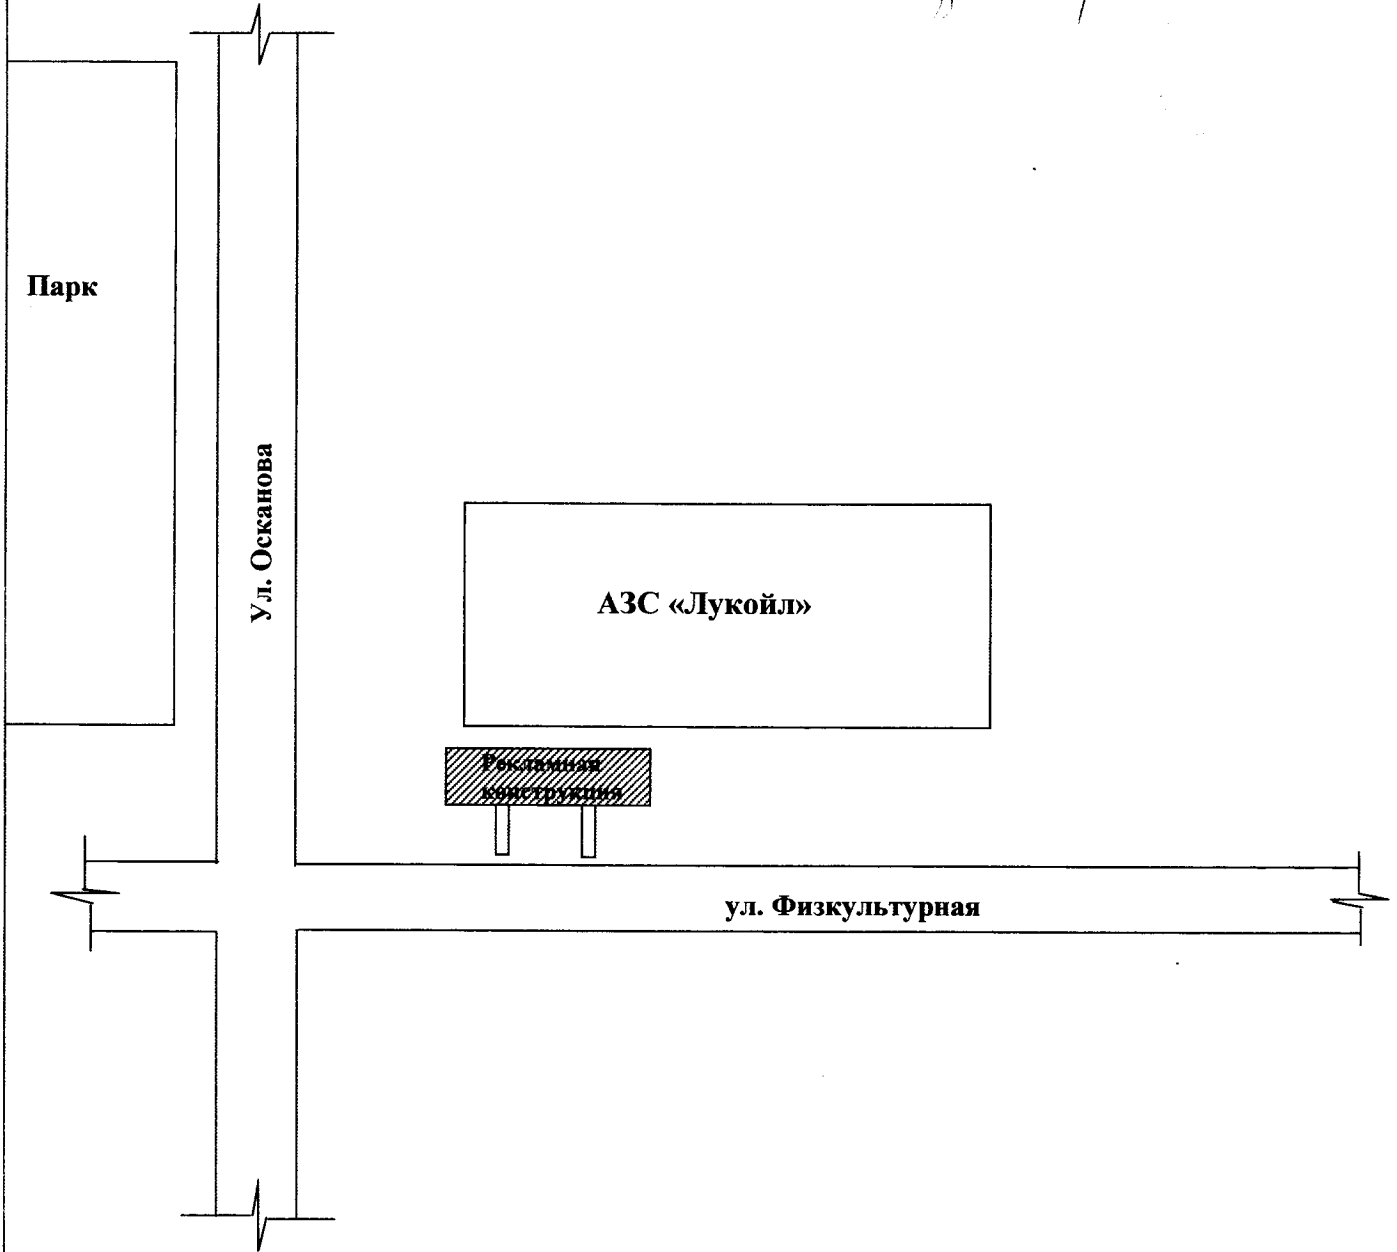 Парк
Ул. Осканова
АЗС «Лукойл»
Рекламная
конструкция
ул. Физкультурная